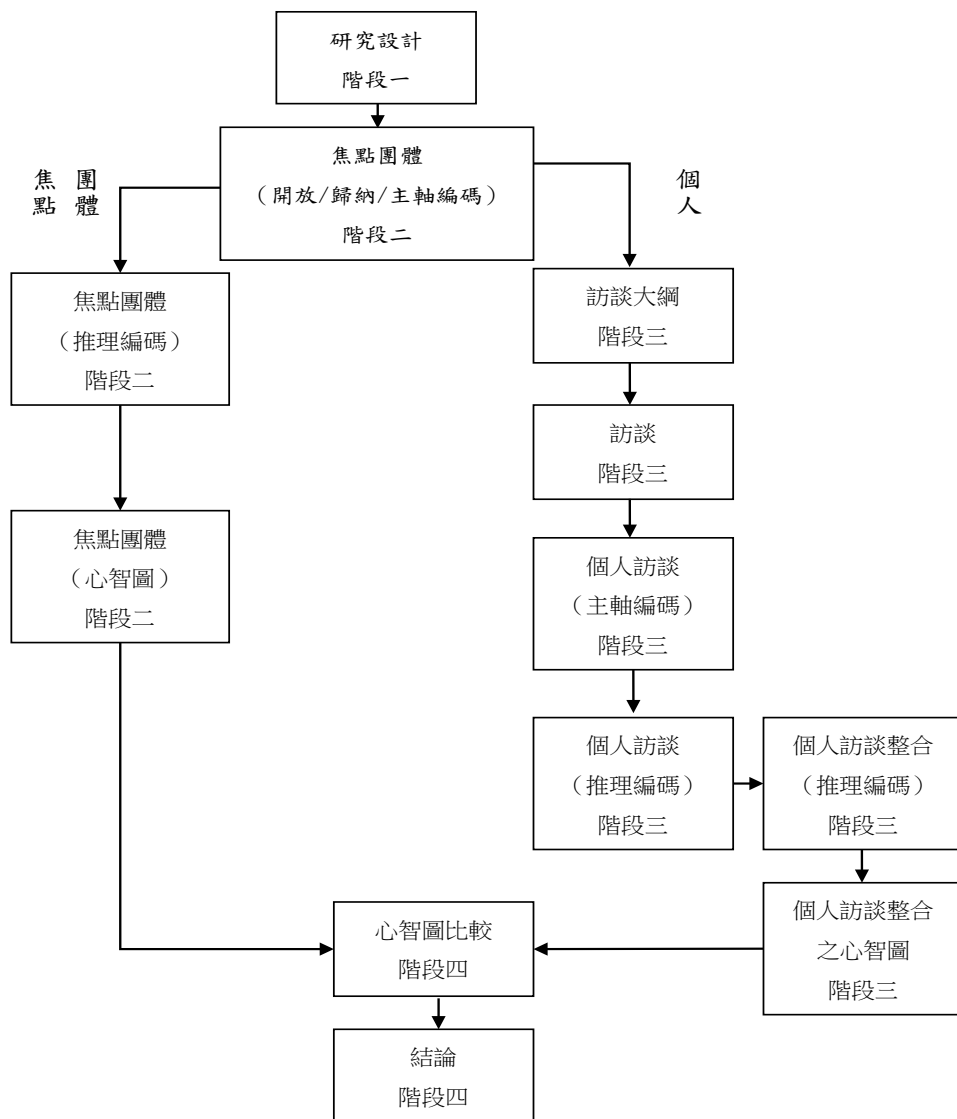 研究設計
階段一
焦點團體
（開放/歸納/主軸編碼）
階段二
焦點團體
個人
焦點團體
（推理編碼）
階段二
訪談大綱
階段三
訪談
階段三
焦點團體
（心智圖）
階段二
個人訪談
（主軸編碼）
階段三
個人訪談
（推理編碼）
階段三
個人訪談整合
（推理編碼）
階段三
個人訪談整合
之心智圖
階段三
心智圖比較
階段四
結論
階段四